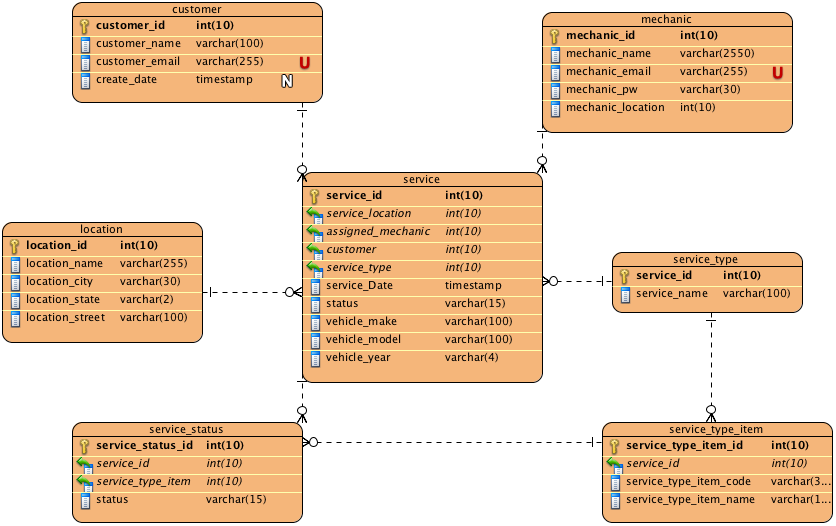 customer
customer_id int(10)
customer_name varchar(100)
customer_email varchar(255) U
create_date timestamp N
mechanic
mechanic_id int(10)
mechanic_name varchar(2550)
mechanic_email varchar(255) U
mechanic_pw varchar(30)
mechanic_location int(10)
service
service_id int(10)
service_location int(10)
assigned_mechanic int(10)
customer int(10)
service_type int(10)
service_Date timestamp
status varchar(15)
vehicle_make varchar(100)
vehicle_model varchar(100)
vehicle_year varchar(4)
location
location_id int(10)
location_name varchar(255)
location_city varchar(30)
location_state varchar(2)
location_street varchar(100)
service_type
service_id int(10)
service_name varchar(100)
service_status
service_status_id int(10)
service_id int(10)
service_type_item int(10)
status varchar(15)
service_type_item
service_type_item_id int(10)
service_id int(10)
service_type_item_code varchar(3...
service_type_item_name varchar(1...